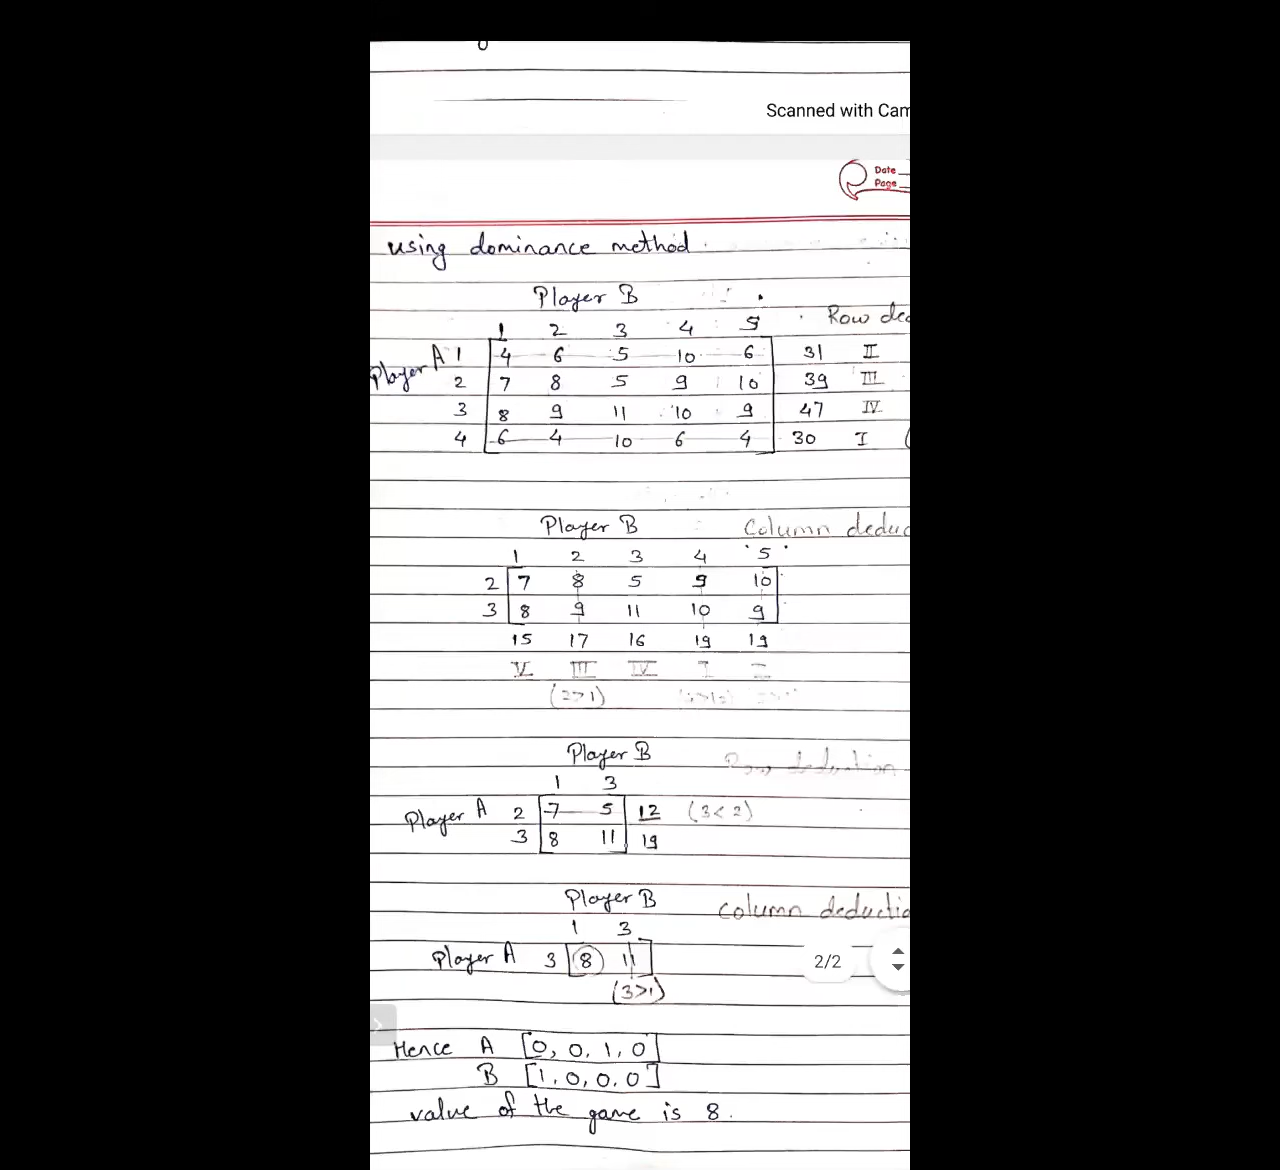 Scanned with Cam
Date
Page
using dominance method
Player B
Row ded
1 2 3 4 5
Player A 1 4 6 5 10 6 31 II
2 7 8 5 9 10 39 III
3 8 9 11 10 9 47 IV
4 6 4 10 6 4 30 I (
Player B Column deduc
1 2 3 4 5
2 7 8 5 9 10
3 8 9 11 10 9
15 17 16 19 19
V III IV I
(2>1)
Player B Row deduction
1 3
Player A 2 7 5 12 (3<2)
3 8 11 19
Player B column deductio
1 3
Player A 3 8 11
(3>1)
2/2
Hence A [0, 0, 1, 0]
B [1, 0, 0, 0]
value of the game is 8.